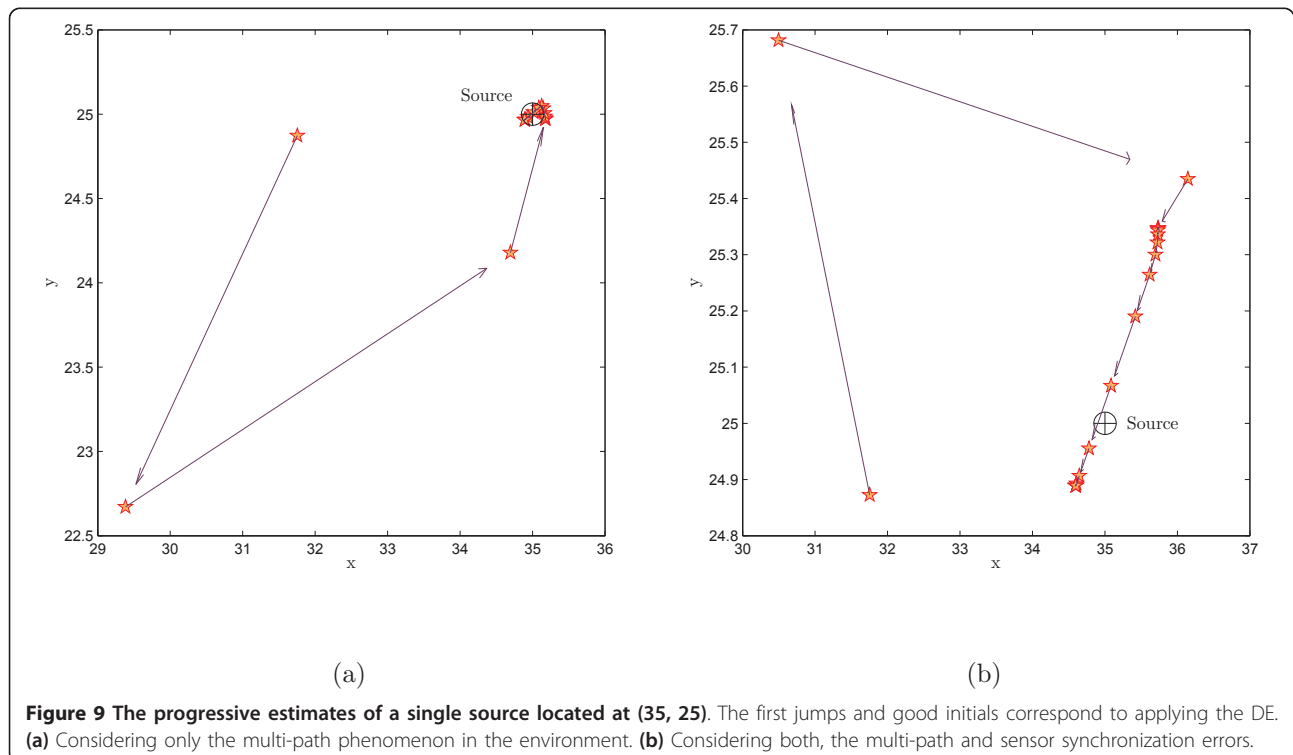 25.5
25
24.5
24
23.5
23
22.5
y
29 30 31 32 33 34 35 36
x
Source
(a)
25.7
25.6
25.5
25.4
25.3
25.2
25.1
25
24.9
24.8
y
30 31 32 33 34 35 36 37
x
Source
(b)
Figure 9 The progressive estimates of a single source located at (35, 25). The first jumps and good initials correspond to applying the DE.
(a) Considering only the multi-path phenomenon in the environment. (b) Considering both, the multi-path and sensor synchronization errors.